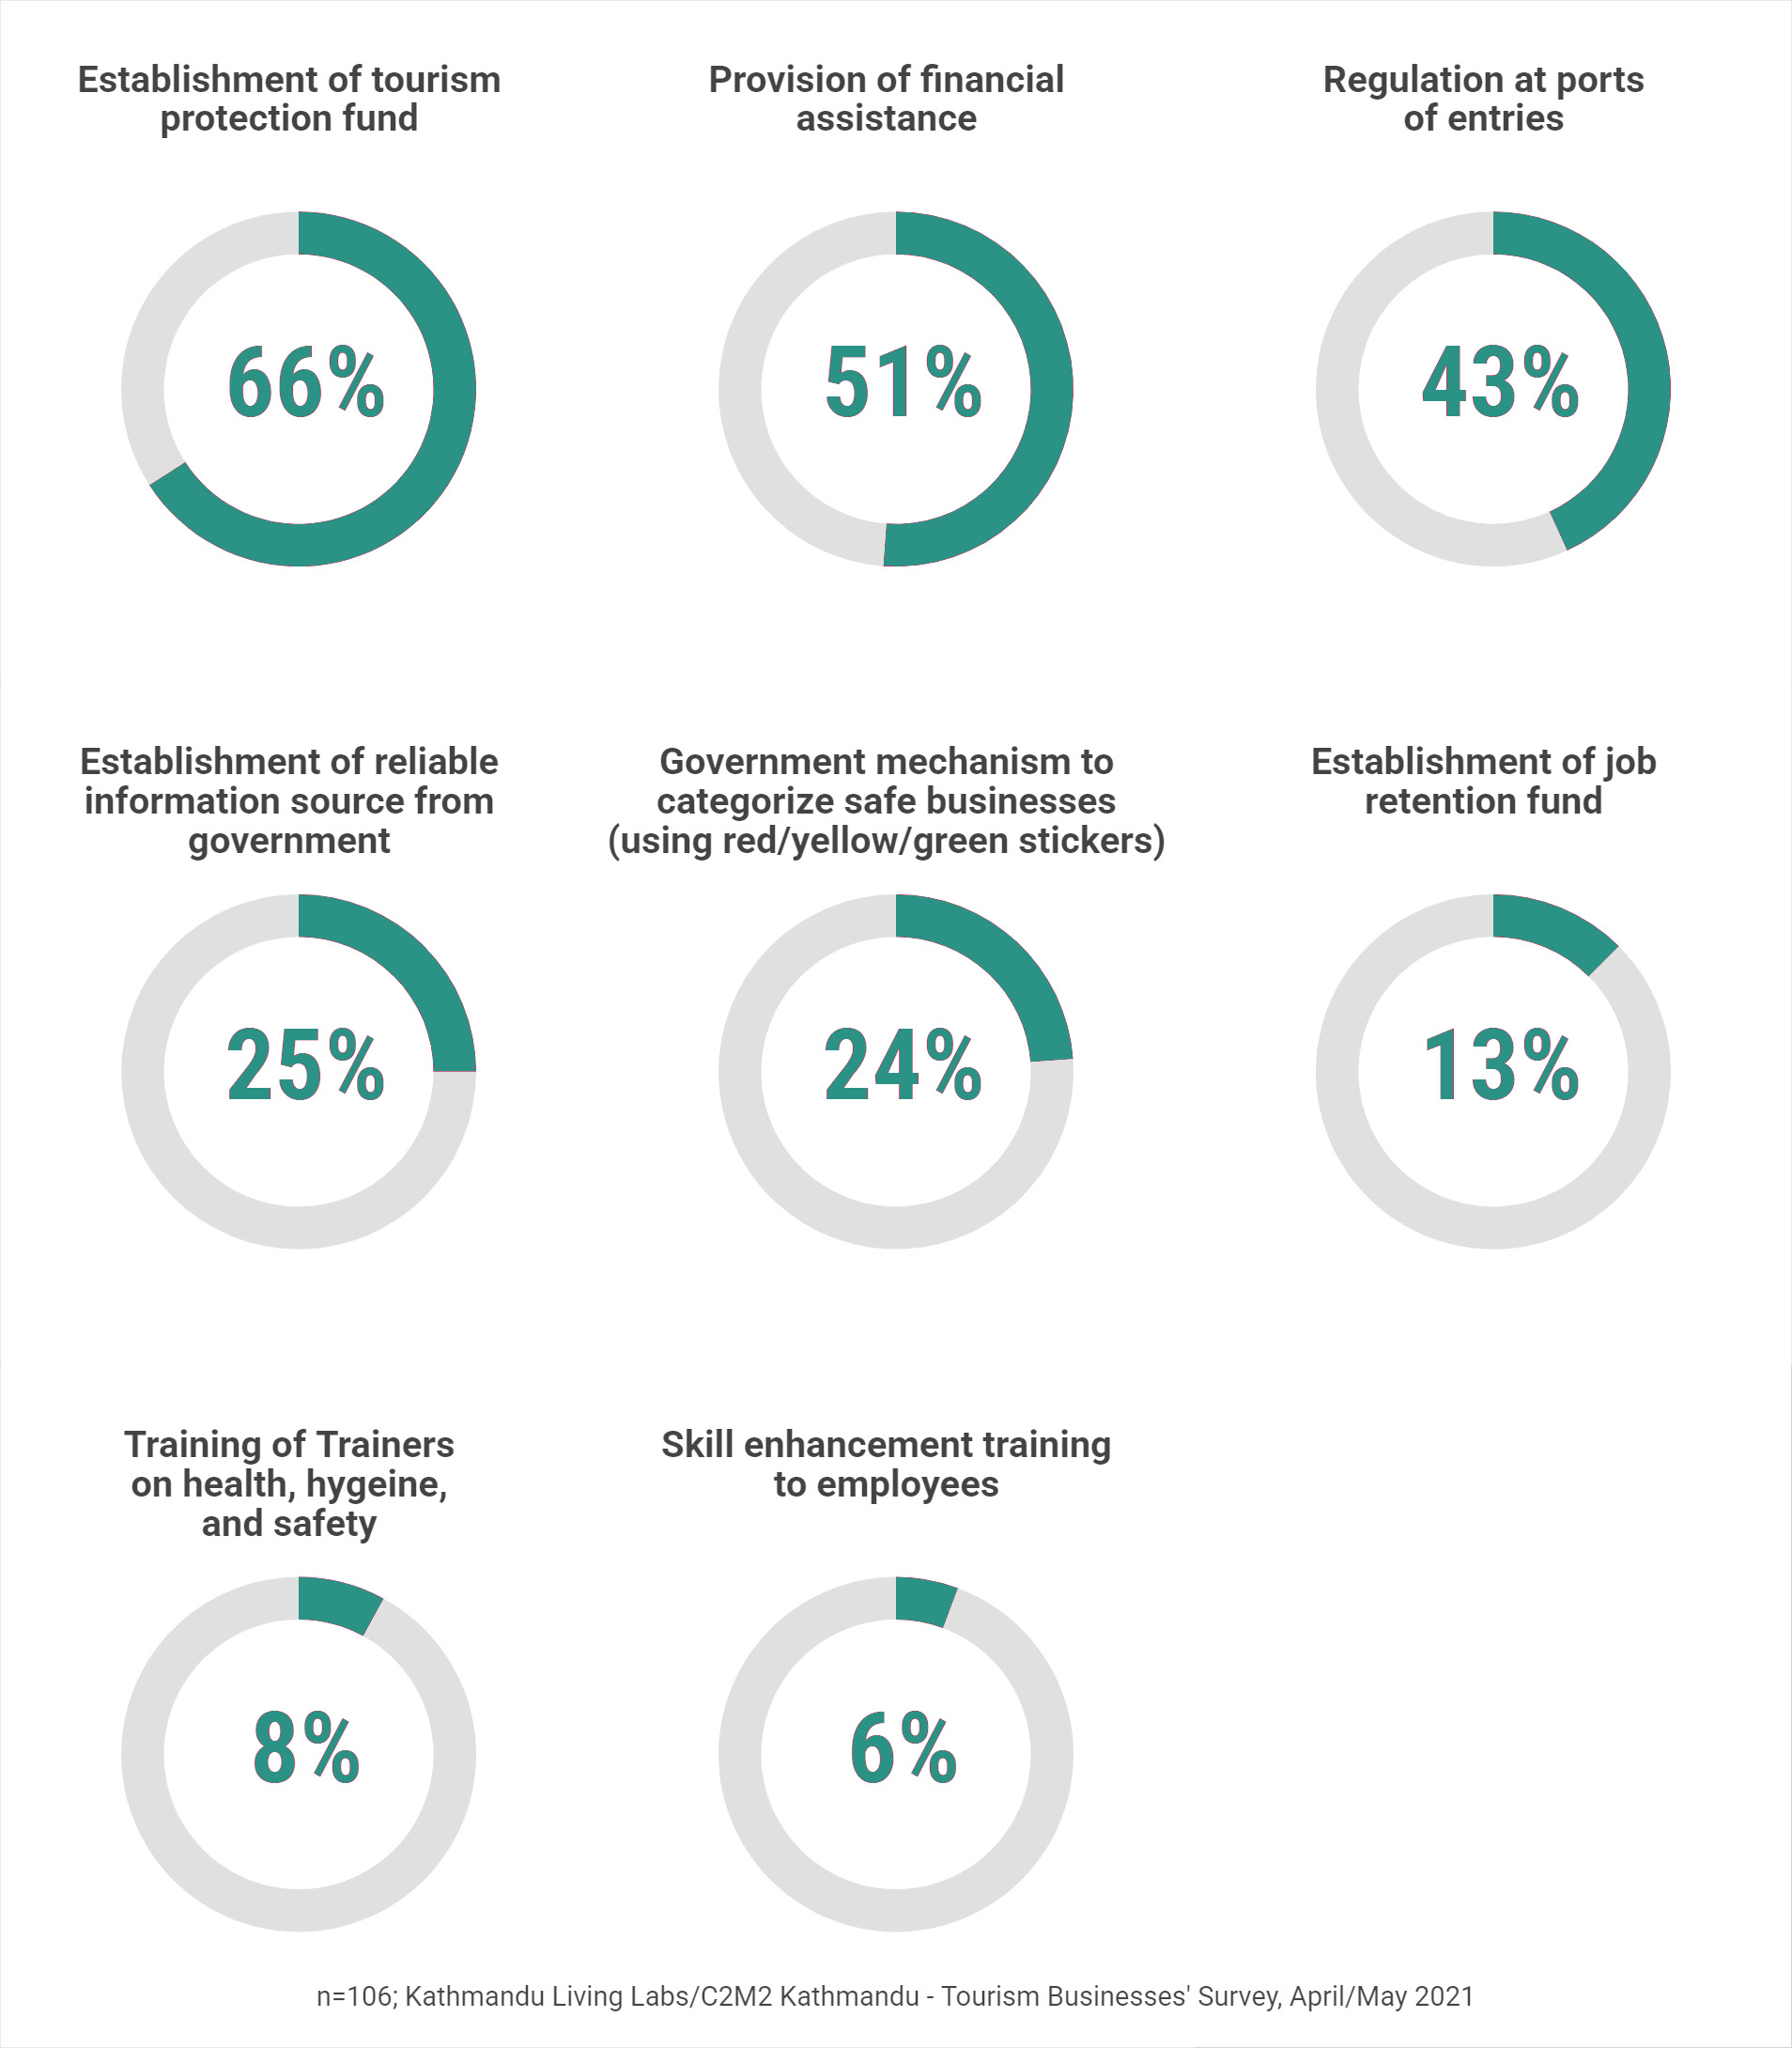 Establishment of tourism
protection fund
Provision of financial
assistance
Regulation at ports
of entries
66%
51%
43%
Establishment of reliable
information source from
government
Government mechanism to
categorize safe businesses
(using red/yellow/green stickers)
Establishment of job
retention fund
25%
24%
13%
Training of Trainers
on health, hygeine,
and safety
Skill enhancement training
to employees
8%
6%
n=106; Kathmandu Living Labs/C2M2 Kathmandu - Tourism Businesses' Survey, April/May 2021